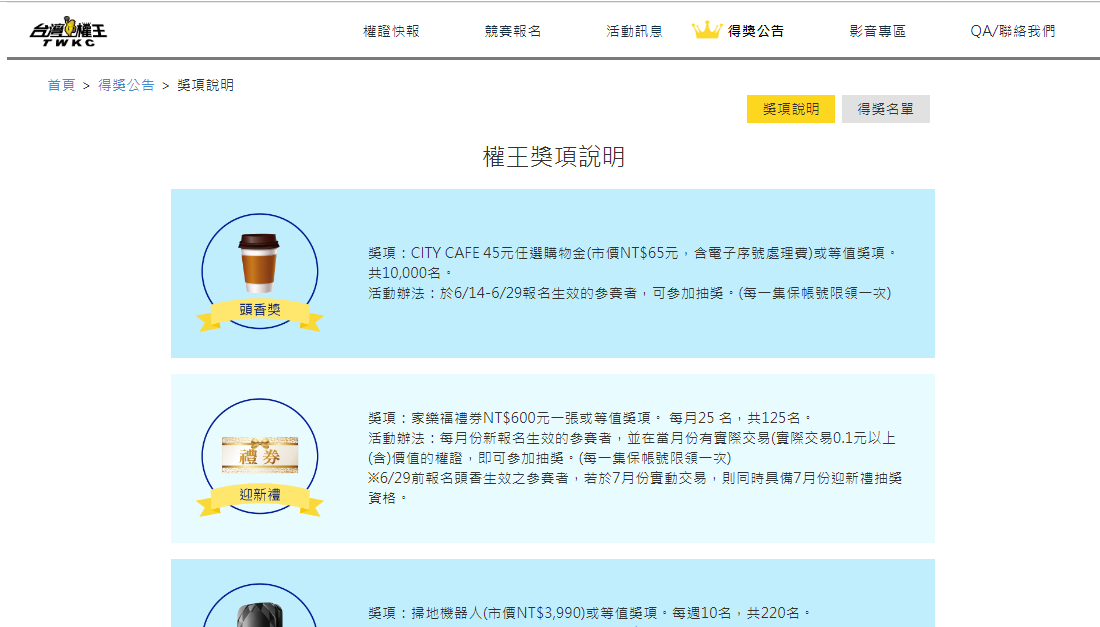 台灣權王
TWKC
權證快報
競賽報名
活動訊息
得獎公告
影音專區
QA/聯絡我們
首頁 > 得獎公告 > 獎項說明
獎項說明
得獎名單
權王獎項說明
頭香獎
獎項：CITY CAFE 45元任選購物金(市價NT$65元，含電子序號處理費)或等值獎項。
共10,000名。
活動辦法：於6/14-6/29報名生效的參賽者，可參加抽獎。(每一集保帳號限領一次)
禮券
迎新禮
獎項：家樂福禮券NT$600元一張或等值獎項。 每月25 名，共125名。
活動辦法：每月份新報名生效的參賽者，並在當月份有實際交易(實際交易0.1元以上
(含)價值的權證，即可參加抽獎。(每一集保帳號限領一次)
※6/29前報名頭香生效之參賽者，若於7月份實動交易，則同時具備7月份迎新禮抽獎
資格。
獎項：掃地機器人(市價NT$3,990)或等值獎項。每週10名，共220名。